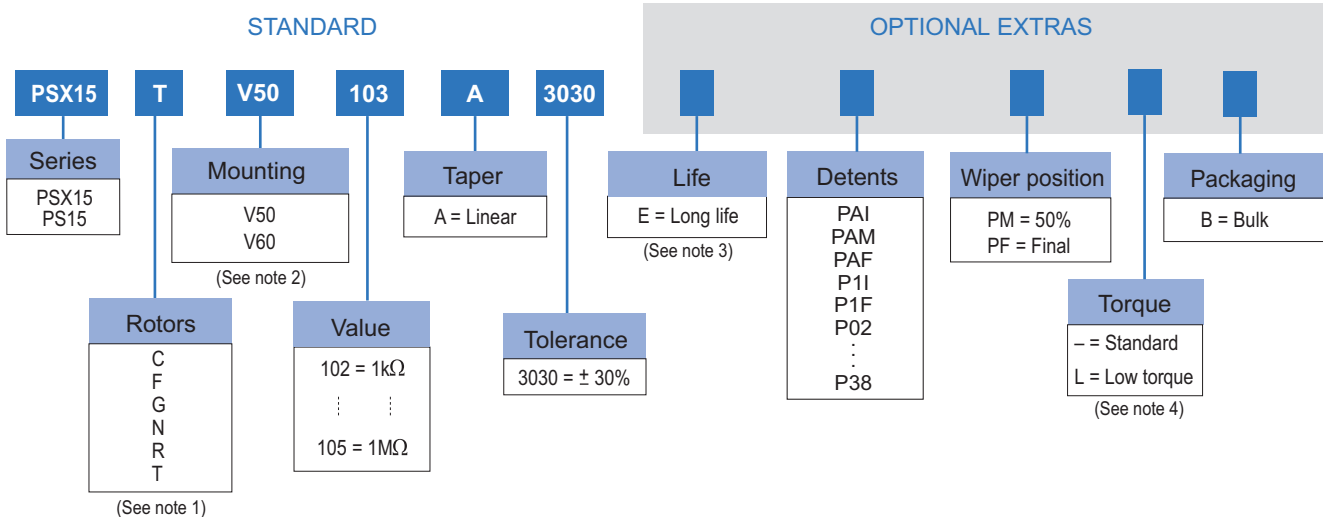 STANDARD
OPTIONAL EXTRAS
PSX15 T V50 103 A 3030
Series
PSX15
PS15
Mounting
V50
V60
(See note 2)
Taper
A = Linear
Life
E = Long life
(See note 3)
Detents
PAI
PAM
PAF
P1I
P1F
P02
:
:
P38
Wiper position
PM = 50%
PF = Final
Packaging
B = Bulk
Rotors
C
F
G
N
R
T
(See note 1)
Value
102 = 1kΩ
105 = 1MΩ
Tolerance
3030 = ± 30%
Torque
– = Standard
L = Low torque
(See note 4)